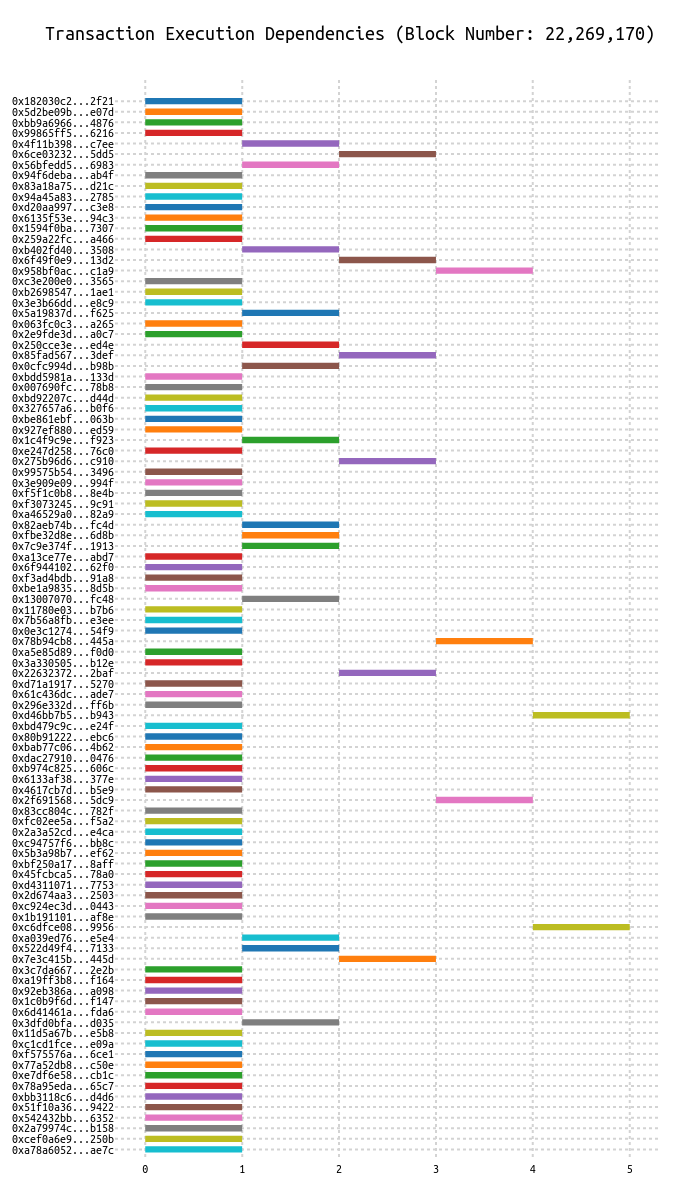 Transaction Execution Dependencies (Block Number: 22,269,170)
0x182030c2...2f21
0x5d2be09b...e07d
0xbb9a6966...4876
0x99865ff5...6216
0x4f11b398...c7ee
0x6ce03232...5dd5
0x56bfedd5...6983
0x94f6deba...ab4f
0x83a18a75...d21c
0x94a45a83...2785
0xd20aa997...c3e8
0x6135f53e...94c3
0x1594f0ba...7307
0x259a22fc...a466
0xb402fd40...3508
0x6f49f0e9...13d2
0x958bf0ac...c1a9
0xc3e200e0...3565
0xb2698547...1ae1
0x3e3b66dd...e8c9
0x5a19837d...f625
0x063fc0c3...a265
0x2e9fde3d...a0c7
0x250cce3e...ed4e
0x85fad567...3def
0x0cfc994d...b98b
0xbdd5981a...133d
0x007690fc...78b8
0xbd92207c...d44d
0x327657a6...b0f6
0xbe861ebf...063b
0x927ef880...ed59
0x1c4f9c9e...f923
0xe247d258...76c0
0x275b96d6...c910
0x99575b54...3496
0x3e909e09...994f
0xf5f1c0b8...8e4b
0xf3073245...9c91
0xa46529a0...82a9
0x82aeb74b...fc4d
0xfbe32d8e...6d8b
0x7c9e374f...1913
0xa13ce77e...abd7
0x6f944102...62f0
0xf3ad4bdb...91a8
0xbe1a9835...8d5b
0x13007070...fc48
0x11780e03...b7b6
0x7b56a8fb...e3ee
0x0e3c1274...54f9
0x78b94cb8...445a
0xa5e85d89...f0d0
0x3a330505...b12e
0x22632372...2baf
0xd71a1917...5270
0x61c436dc...ade7
0x296e332d...ff6b
0xd46bb7b5...b943
0xbd479c9c...e24f
0x80b91222...ebc6
0xbab77c06...4b62
0xdac27910...0476
0xb974c825...606c
0x6133af38...377e
0x4617cb7d...b5e9
0x2f691568...5dc9
0x83cc804c...782f
0xfc02ee5a...f5a2
0x2a3a52cd...e4ca
0xc94757f6...bb8c
0x5b3a98b7...ef62
0xbf250a17...8aff
0x45fcbca5...78a0
0xd4311071...7753
0x2d674aa3...2503
0xc924ec3d...0443
0x1b191101...af8e
0xc6dfce08...9956
0xa039ed76...e5e4
0x522d49f4...7133
0x7e3c415b...445d
0x3c7da667...2e2b
0xa19ff3b8...f164
0x92eb386a...a098
0x1c0b9f6d...f147
0x6d41461a...fda6
0x3dfd0bfa...d035
0x11d5a67b...e5b8
0xc1cd1fce...e09a
0xf575576a...6ce1
0x77a52db8...c50e
0xe7df6e58...cb1c
0x78a95eda...65c7
0xbb3118c6...d4d6
0x51f10a36...9422
0x542432bb...6352
0x2a79974c...b158
0xcef0a6e9...250b
0xa78a6052...ae7c
0 1 2 3 4 5